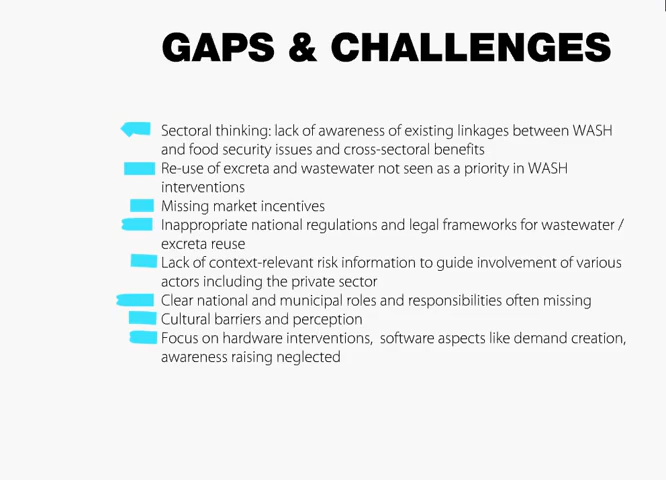 GAPS & CHALLENGES
Sectoral thinking: lack of awareness of existing linkages between WASH
and food security issues and cross-sectoral benefits
Re-use of excreta and wastewater not seen as a priority in WASH
interventions
Missing market incentives
Inappropriate national regulations and legal frameworks for wastewater /
excreta reuse
Lack of context-relevant risk information to guide involvement of various
actors including the private sector
Clear national and municipal roles and responsibilities often missing
Cultural barriers and perception
Focus on hardware interventions, software aspects like demand creation,
awareness raising neglected